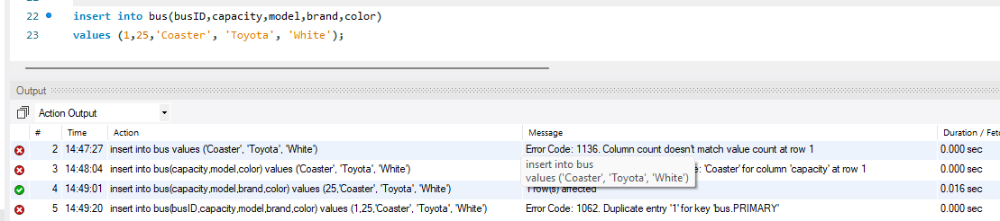 22 insert into bus(busID,capacity,model,brand,color)
23 values (1,25,'Coaster', 'Toyota', 'White');
Output
Action Output
# Time Action Message Duration / Fetc
2 14:47:27 insert into bus values ('Coaster', 'Toyota', 'White') Error Code: 1136. Column count doesn't match value count at row 1 0.000 sec
3 14:48:04 insert into bus(capacity,model,color) values ('Coaster', 'Toyota', 'White') e: 'Coaster' for column 'capacity' at row 1 0.000 sec
insert into bus
values ('Coaster', 'Toyota', 'White')
4 14:49:01 insert into bus(capacity,model,brand,color) values (25,'Coaster', 'Toyota', 'White') 1 row(s) affected 0.016 sec
5 14:49:20 insert into bus(busID,capacity,model,brand,color) values (1,25,'Coaster', 'Toyota', 'White') Error Code: 1062. Duplicate entry '1' for key 'bus.PRIMARY' 0.000 sec